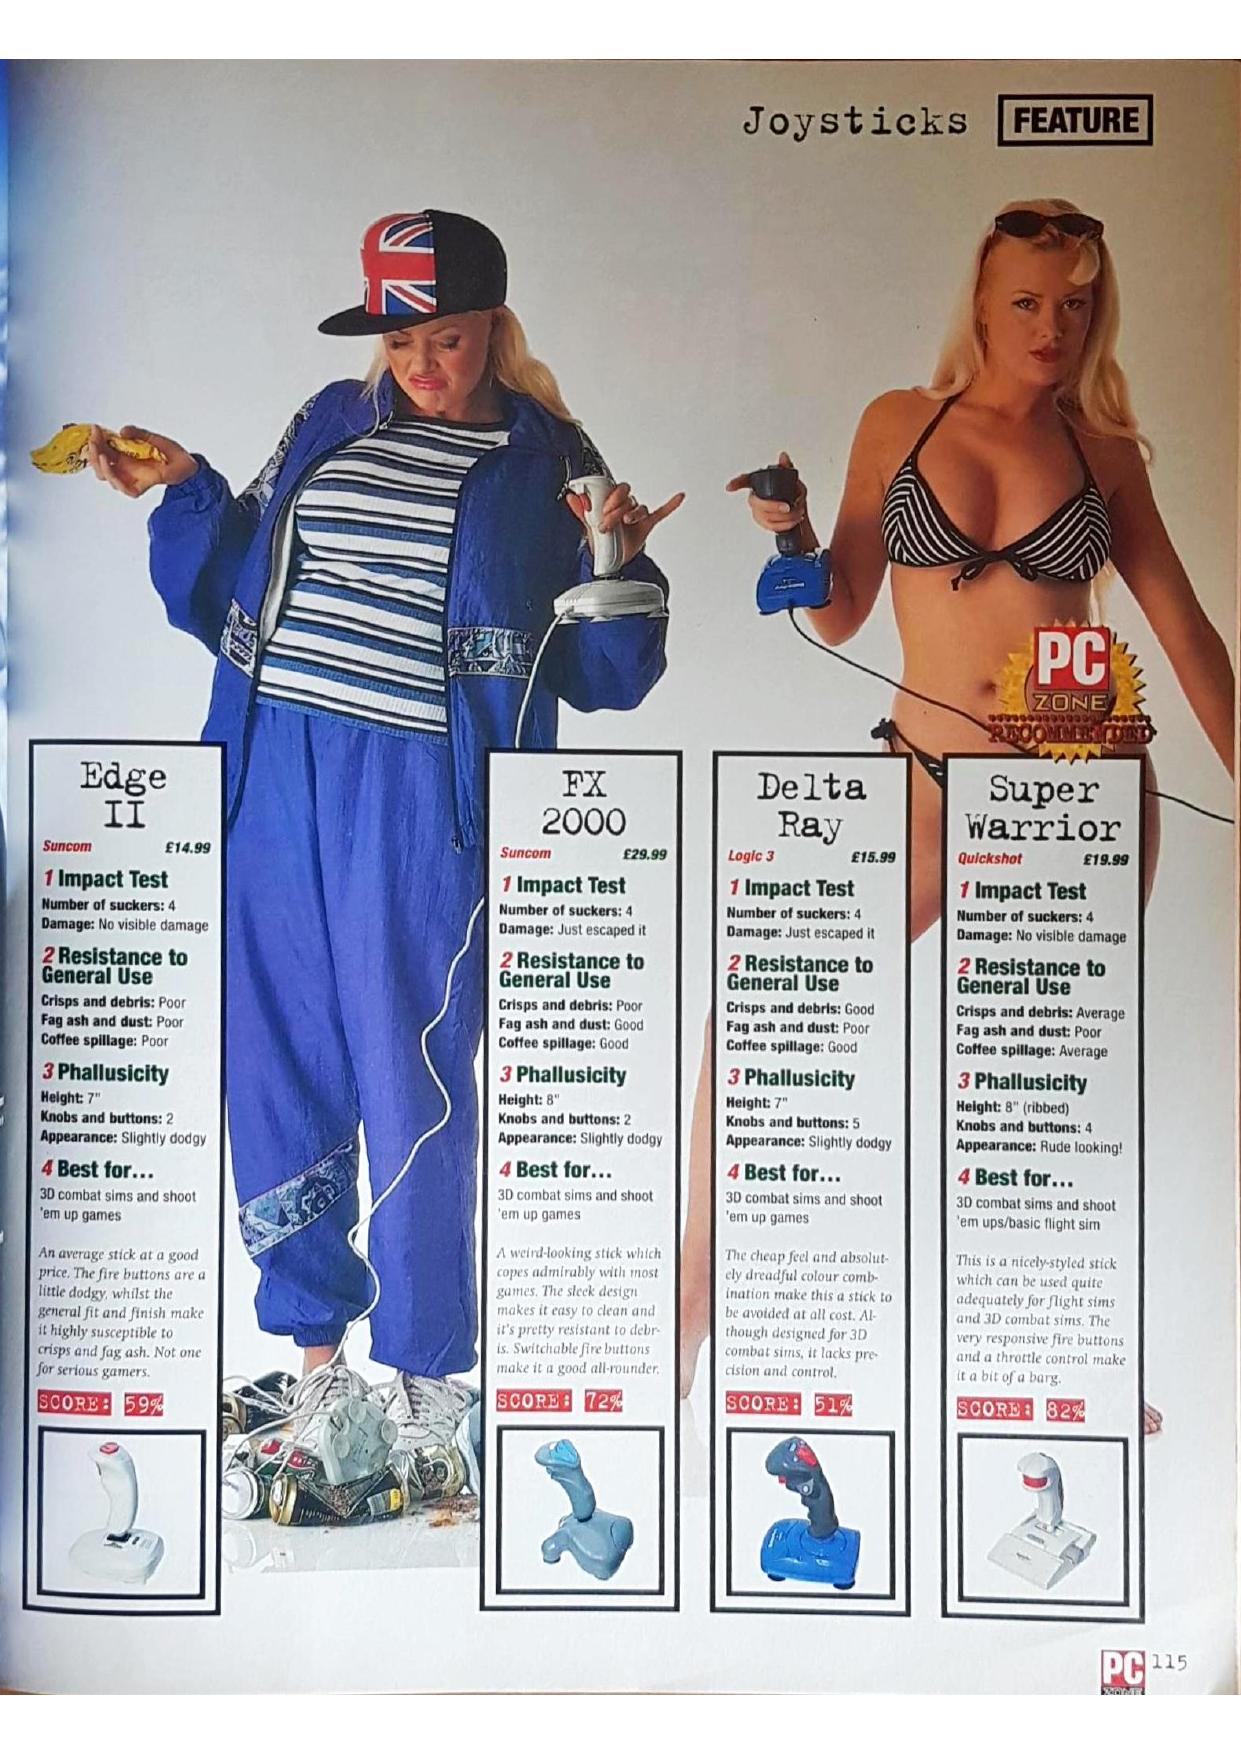 Joysticks FEATURE
Edge
II
Suncom £14.99
1 Impact Test
Number of suckers: 4
Damage: No visible damage
2 Resistance to
General Use
Crisps and debris: Poor
Fag ash and dust: Poor
Coffee spillage: Poor
3 Phallusicity
Height: 7"
Knobs and buttons: 2
Appearance: Slightly dodgy
4 Best for...
3D combat sims and shoot
'em up games
An average stick at a good
price. The fire buttons are a
little dodgy, whilst the
general fit and finish make
it highly susceptible to
crisps and fag ash. Not one
for serious gamers.
SCORE: 59%
FX
2000
Suncom £29.99
1 Impact Test
Number of suckers: 4
Damage: Just escaped it
2 Resistance to
General Use
Crisps and debris: Poor
Fag ash and dust: Good
Coffee spillage: Good
3 Phallusicity
Height: 8"
Knobs and buttons: 2
Appearance: Slightly dodgy
4 Best for...
3D combat sims and shoot
'em up games
A weird-looking stick which
copes admirably with most
games. The sleek design
makes it easy to clean and
it's pretty resistant to debr-
is. Switchable fire buttons
make it a good all-rounder.
SCORE: 72%
Delta
Ray
Logic 3 £15.99
1 Impact Test
Number of suckers: 4
Damage: Just escaped it
2 Resistance to
General Use
Crisps and debris: Good
Fag ash and dust: Poor
Coffee spillage: Good
3 Phallusicity
Height: 7"
Knobs and buttons: 5
Appearance: Slightly dodgy
4 Best for...
3D combat sims and shoot
'em up games
The cheap feel and absolut-
ely dreadful colour comb-
ination make this a stick to
be avoided at all cost. Al-
though designed for 3D
combat sims, it lacks pre-
cision and control.
SCORE: 51%
PC
ZONE
RECOMMENDED
Super
Warrior
Quickshot £19.99
1 Impact Test
Number of suckers: 4
Damage: No visible damage
2 Resistance to
General Use
Crisps and debris: Average
Fag ash and dust: Poor
Coffee spillage: Average
3 Phallusicity
Height: 8" (ribbed)
Knobs and buttons: 4
Appearance: Rude looking!
4 Best for...
3D combat sims and shoot
'em ups/basic flight sim
This is a nicely-styled stick
which can be used quite
adequately for flight sims
and 3D combat sims. The
very responsive fire buttons
and a throttle control make
it a bit of a barg.
SCORE: 82%
PC 115
ZONE